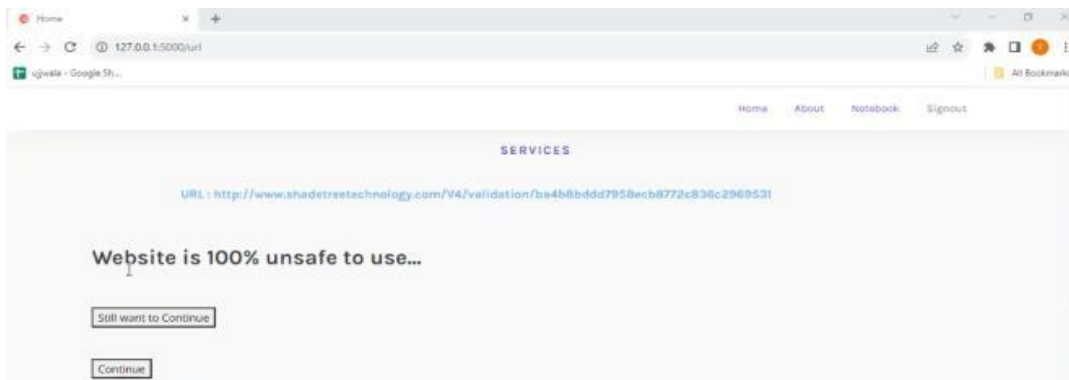 Home
127.0.0.1:5000/url
ujjwala - Google Sh...
All Bookmarks
Home About Notebook Signout
SERVICES
URL : http://www.shadetreetechnology.com/V4/validation/ba4b8bddd7958ecb8772c836c2969531
Website is 100% unsafe to use...
Still want to Continue
Continue